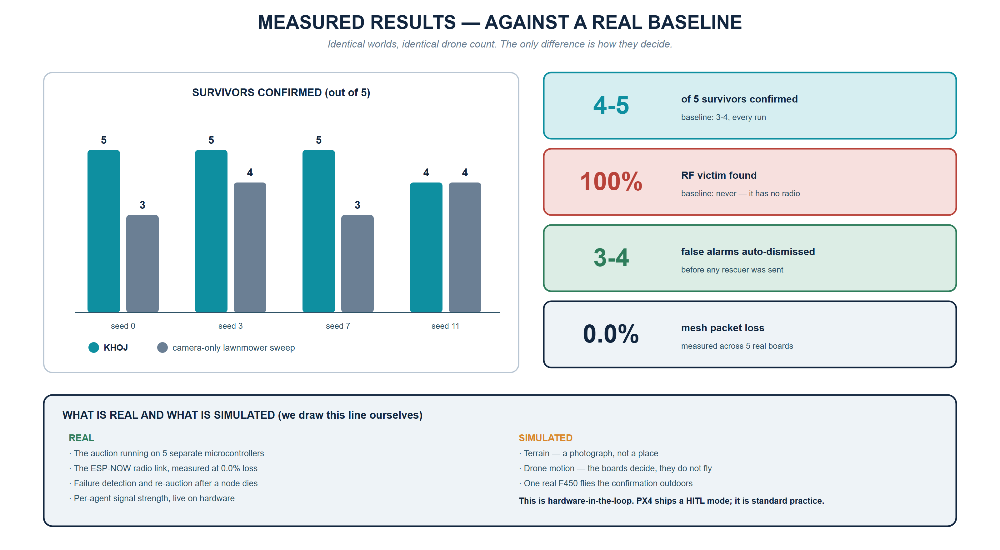 MEASURED RESULTS — AGAINST A REAL BASELINE
Identical worlds, identical drone count. The only difference is how they decide.
SURVIVORS CONFIRMED (out of 5)
5
3
5
4
5
3
4
4
seed 0
seed 3
seed 7
seed 11
KHOJ
camera-only lawnmower sweep
4-5
of 5 survivors confirmed
baseline: 3-4, every run
100%
RF victim found
baseline: never — it has no radio
3-4
false alarms auto-dismissed
before any rescuer was sent
0.0%
mesh packet loss
measured across 5 real boards
WHAT IS REAL AND WHAT IS SIMULATED (we draw this line ourselves)
REAL
· The auction running on 5 separate microcontrollers
· The ESP-NOW radio link, measured at 0.0% loss
· Failure detection and re-auction after a node dies
· Per-agent signal strength, live on hardware
SIMULATED
· Terrain — a photograph, not a place
· Drone motion — the boards decide, they do not fly
· One real F450 flies the confirmation outdoors
This is hardware-in-the-loop. PX4 ships a HITL mode; it is standard practice.